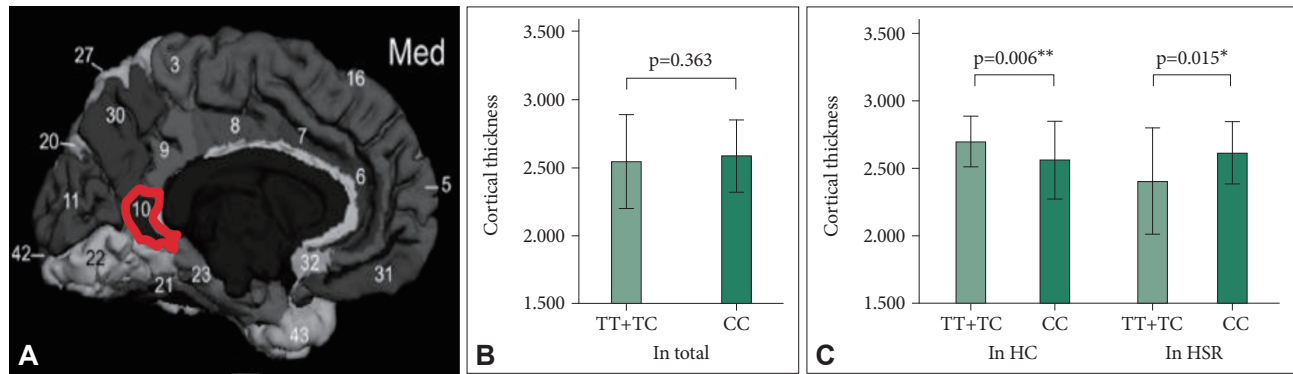 Med
27
3
16
30
8
7
20
9
6
5
11
10
42
22
32
31
21
23
43
A
3.500
3.000
2.500
2.000
1.500
Cortical thickness
p=0.363
TT+TC CC
In total
B
3.500
3.000
2.500
2.000
1.500
Cortical thickness
p=0.006**
p=0.015*
TT+TC CC TT+TC CC
In HC In HSR
C